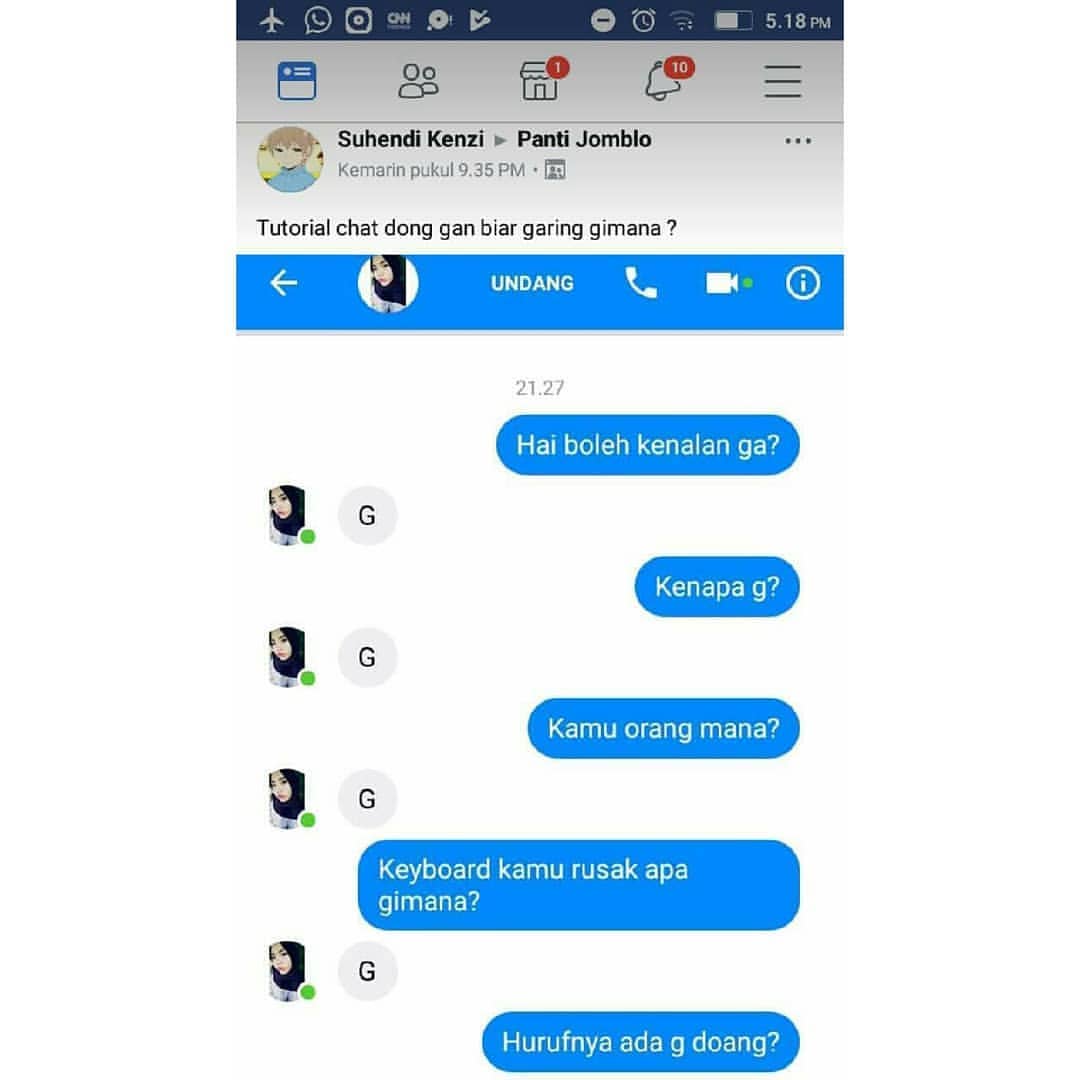 CNN
5.18 PM
1
10
Suhendi Kenzi ▸ Panti Jomblo
Kemarin pukul 9.35 PM ·
Tutorial chat dong gan biar garing gimana ?
UNDANG
21.27
Hai boleh kenalan ga?
G
Kenapa g?
G
Kamu orang mana?
G
Keyboard kamu rusak apa
gimana?
G
Hurufnya ada g doang?